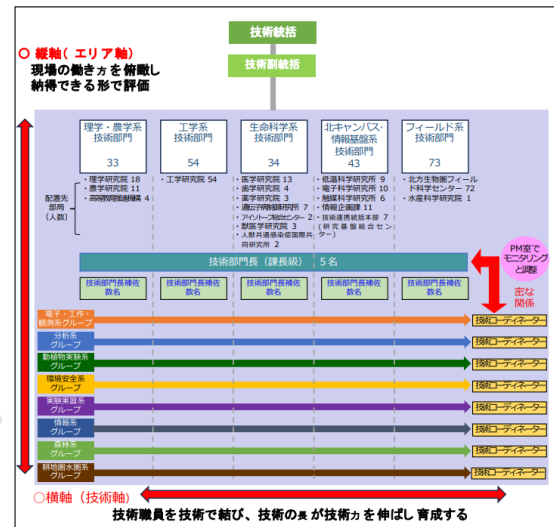 技術統括
技術副統括
○ 縦軸( エリア軸)
現場の働き方を俯瞰し
納得できる形で評価
理学・農学系
技術部門
33
工学系
技術部門
54
生命科学系
技術部門
34
北キャンパス・
情報基盤系
技術部門
43
フィールド系
技術部門
73
配置先
部局
(人数)
・理学研究院 18
・農学研究院 11
・高等教育推進機構 4
・工学研究院 54
・医学研究院 13
・歯学研究院 4
・薬学研究院 3
・遺伝子病制御研究所 7
・アイソトープ総合センター 2
・獣医学研究院 3
・人獣共通感染症国際共
同研究所 2
・低温科学研究所 9
・電子科学研究所 10
・触媒科学研究所 6
・情報企画課 11
・技術連携統括本部 7
(研究基盤総合セン
ター)
・北方生物圏フィール
ド科学センター 72
・水産科学研究院 1
技術部門長(課長級) 5名
PM室で
モニタリング
と調整
技術部門長補佐
数名
技術部門長補佐
数名
技術部門長補佐
数名
技術部門長補佐
数名
技術部門長補佐
数名
密な
関係
電子・工作・
観測系グループ
技術コーディネーター
分析系
グループ
技術コーディネーター
動植物実験系
グループ
技術コーディネーター
環境安全系
グループ
技術コーディネーター
実験実習系
グループ
技術コーディネーター
情報系
グループ
技術コーディネーター
森林系
グループ
技術コーディネーター
耕地圏水圏系
グループ
技術コーディネーター
○横軸(技術軸)
技術職員を技術で結び、技術の長が技術力を伸ばし育成する